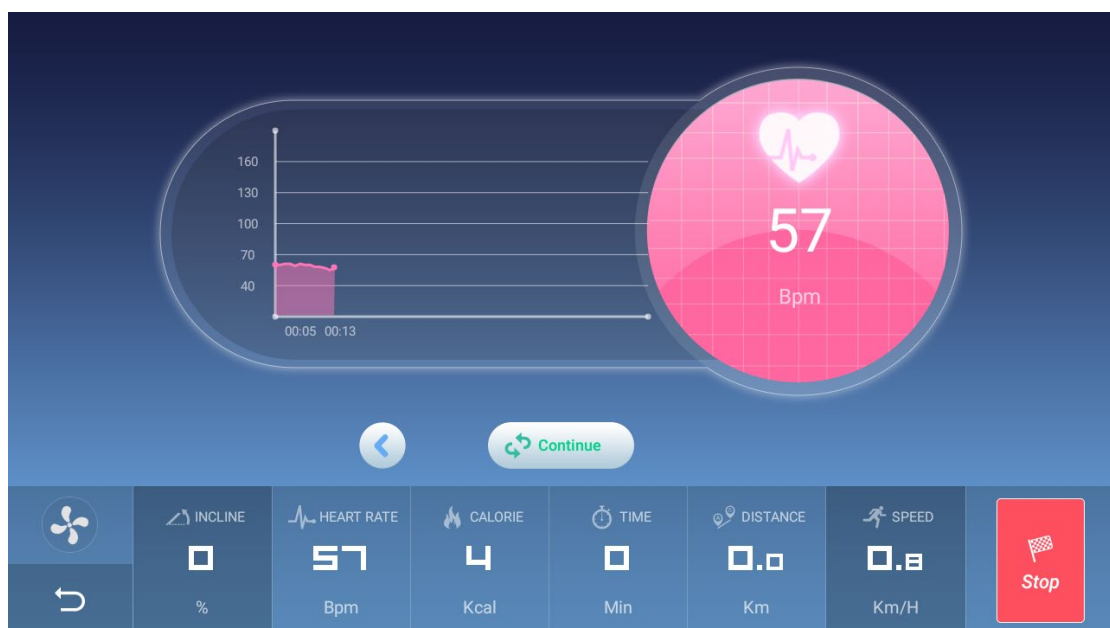 160
130
100
70
40
00:05 00:13
57
Bpm
Continue
INCLINE
0
%
HEART RATE
57
Bpm
CALORIE
4
Kcal
TIME
0
Min
DISTANCE
0.0
Km
SPEED
0.8
Km/H
Stop